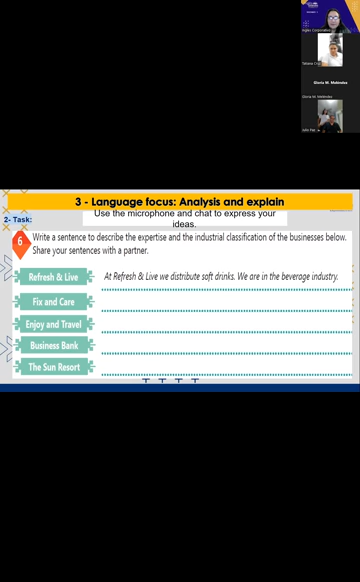 Gloria M. Meléndez
Gloria M. Meléndez
3 - Language focus: Analysis and explain
2- Task:
Use the microphone and chat to express your
ideas.
6
Write a sentence to describe the expertise and the industrial classification of the businesses below.
Share your sentences with a partner.
Refresh & Live
At Refresh & Live we distribute soft drinks. We are in the beverage industry.
Fix and Care
Enjoy and Travel
Business Bank
The Sun Resort